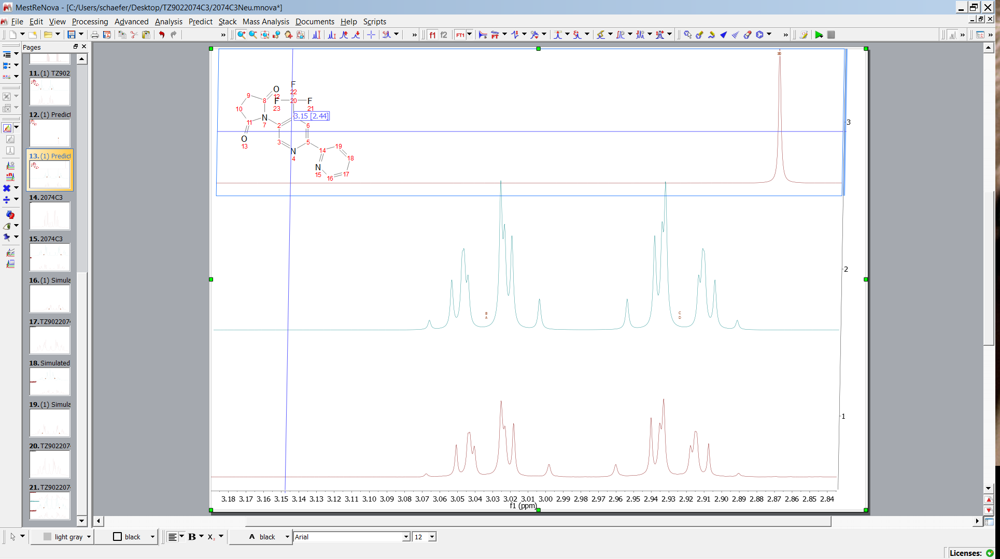 MestReNova - [C:/Users/schaefer/Desktop/TZ9022074C3/2074C3Neu.mnova*]
File Edit View Processing Advanced Analysis Predict Stack Mass Analysis Documents Help Scripts
f1 f2 FT1 FT
Pages
11. (1) TZ902
12. (1) Predict
13. (1) Predict
14. 2074C3
15. 2074C3
16. (1) Simula
17. TZ902207
18. Simulated
19. (1) Simula
20. TZ902207
21. TZ902207
F
22
O
12
F
20
F
23
21
9
8
10
N
7
11
3.15 [2.44]
2
6
O
13
3
5
N
4
14
19
18
N
15
16
17
3
2
B
A
C
D
1
3.18 3.17 3.16 3.15 3.14 3.13 3.12 3.11 3.10 3.09 3.08 3.07 3.06 3.05 3.04 3.03 3.02 3.01 3.00 2.99 2.98 2.97 2.96 2.95 2.94 2.93 2.92 2.91 2.90 2.89 2.88 2.87 2.86 2.85 2.84
f1 (ppm)
light gray black B X₂ A black Arial 12
Licenses: